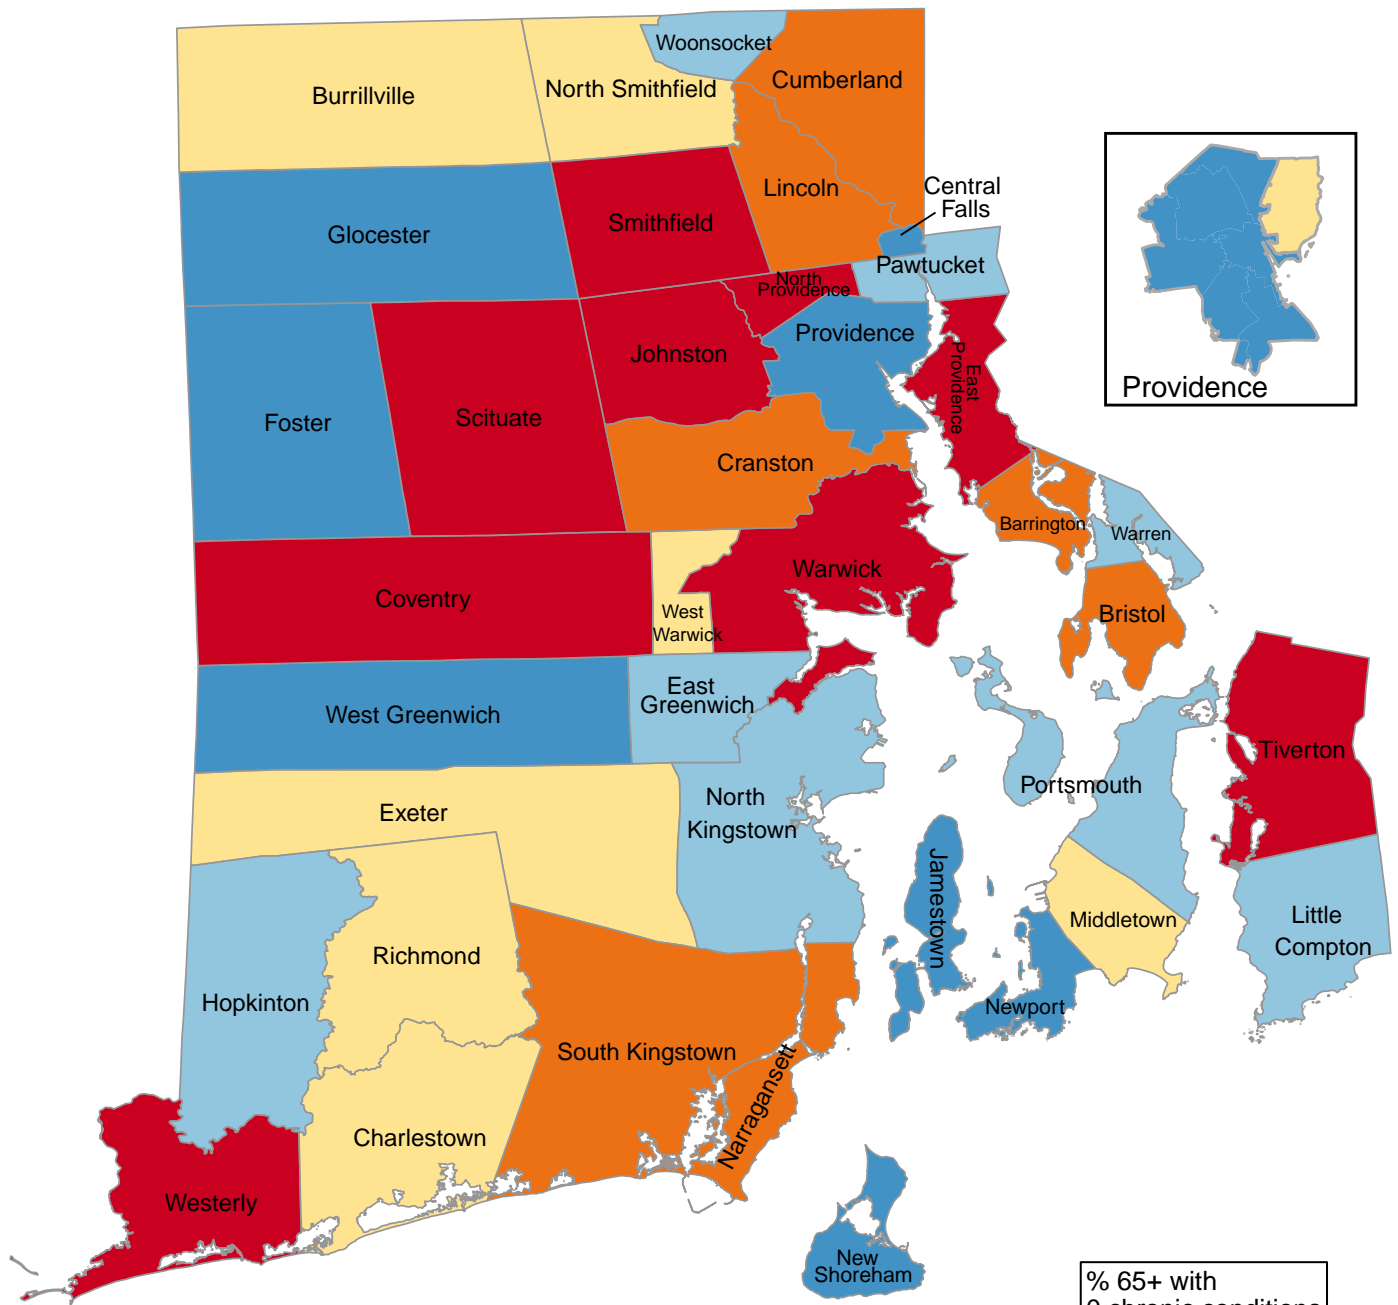 Woonsocket
Cumberland
North Smithfield
Burrillville
Lincoln
Central
Falls
Smithfield
Glocester
Pawtucket
North
Providence
Providence
Johnston
East
Providence
Providence
Scituate
Foster
Cranston
Barrington
Warren
Warwick
Coventry
West
Warwick
Bristol
East
Greenwich
West Greenwich
Tiverton
Portsmouth
North
Kingstown
Exeter
Jamestown
Middletown
Little
Compton
Richmond
Hopkinton
Newport
South Kingstown
Narragansett
Charlestown
Westerly
New
Shoreham
% 65+ with
chronic conditions